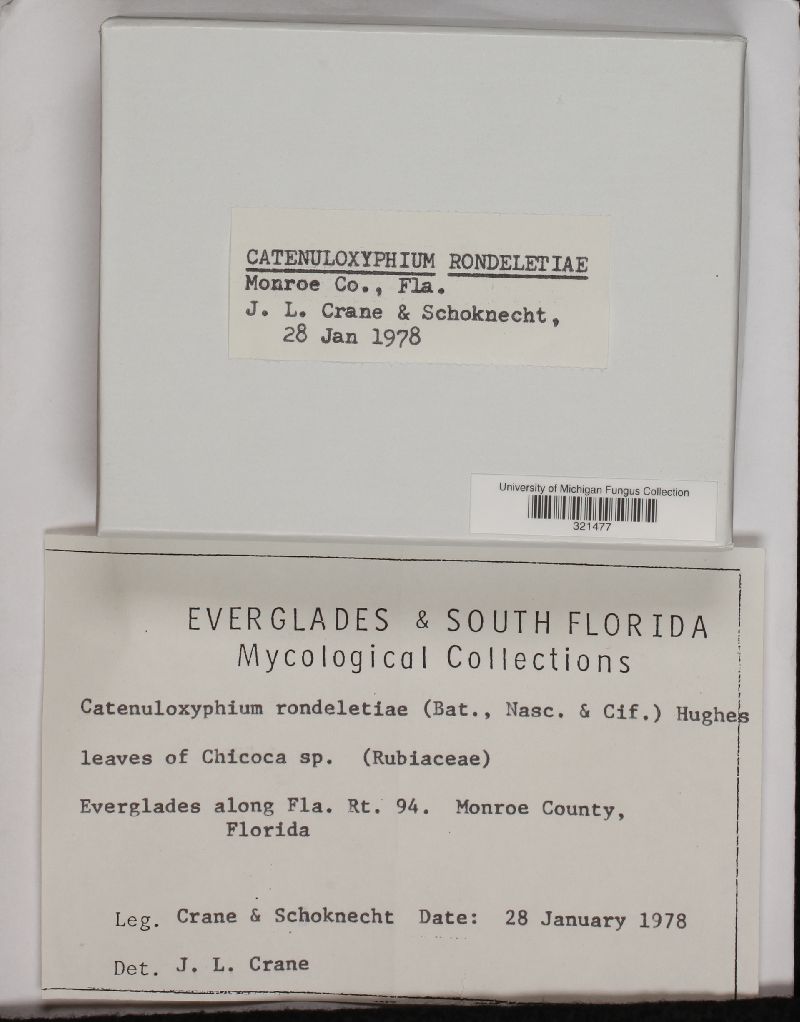 CATENULOXYPHIUM RONDELETIAE
Monroe Co., Fla.
J. L. Crane & Schoknecht,
28 Jan 1978
University of Michigan Fungus Collection
321477
EVERGLADES & SOUTH FLORIDA
Mycological Collections
Catenuloxyphium rondeletiae (Bat., Nasc. & Cif.) Hughes
leaves of Chicoca sp. (Rubiaceae)
Everglades along Fla. Rt. 94. Monroe County,
Florida
Leg. Crane & Schoknecht Date: 28 January 1978
Det. J. L. Crane